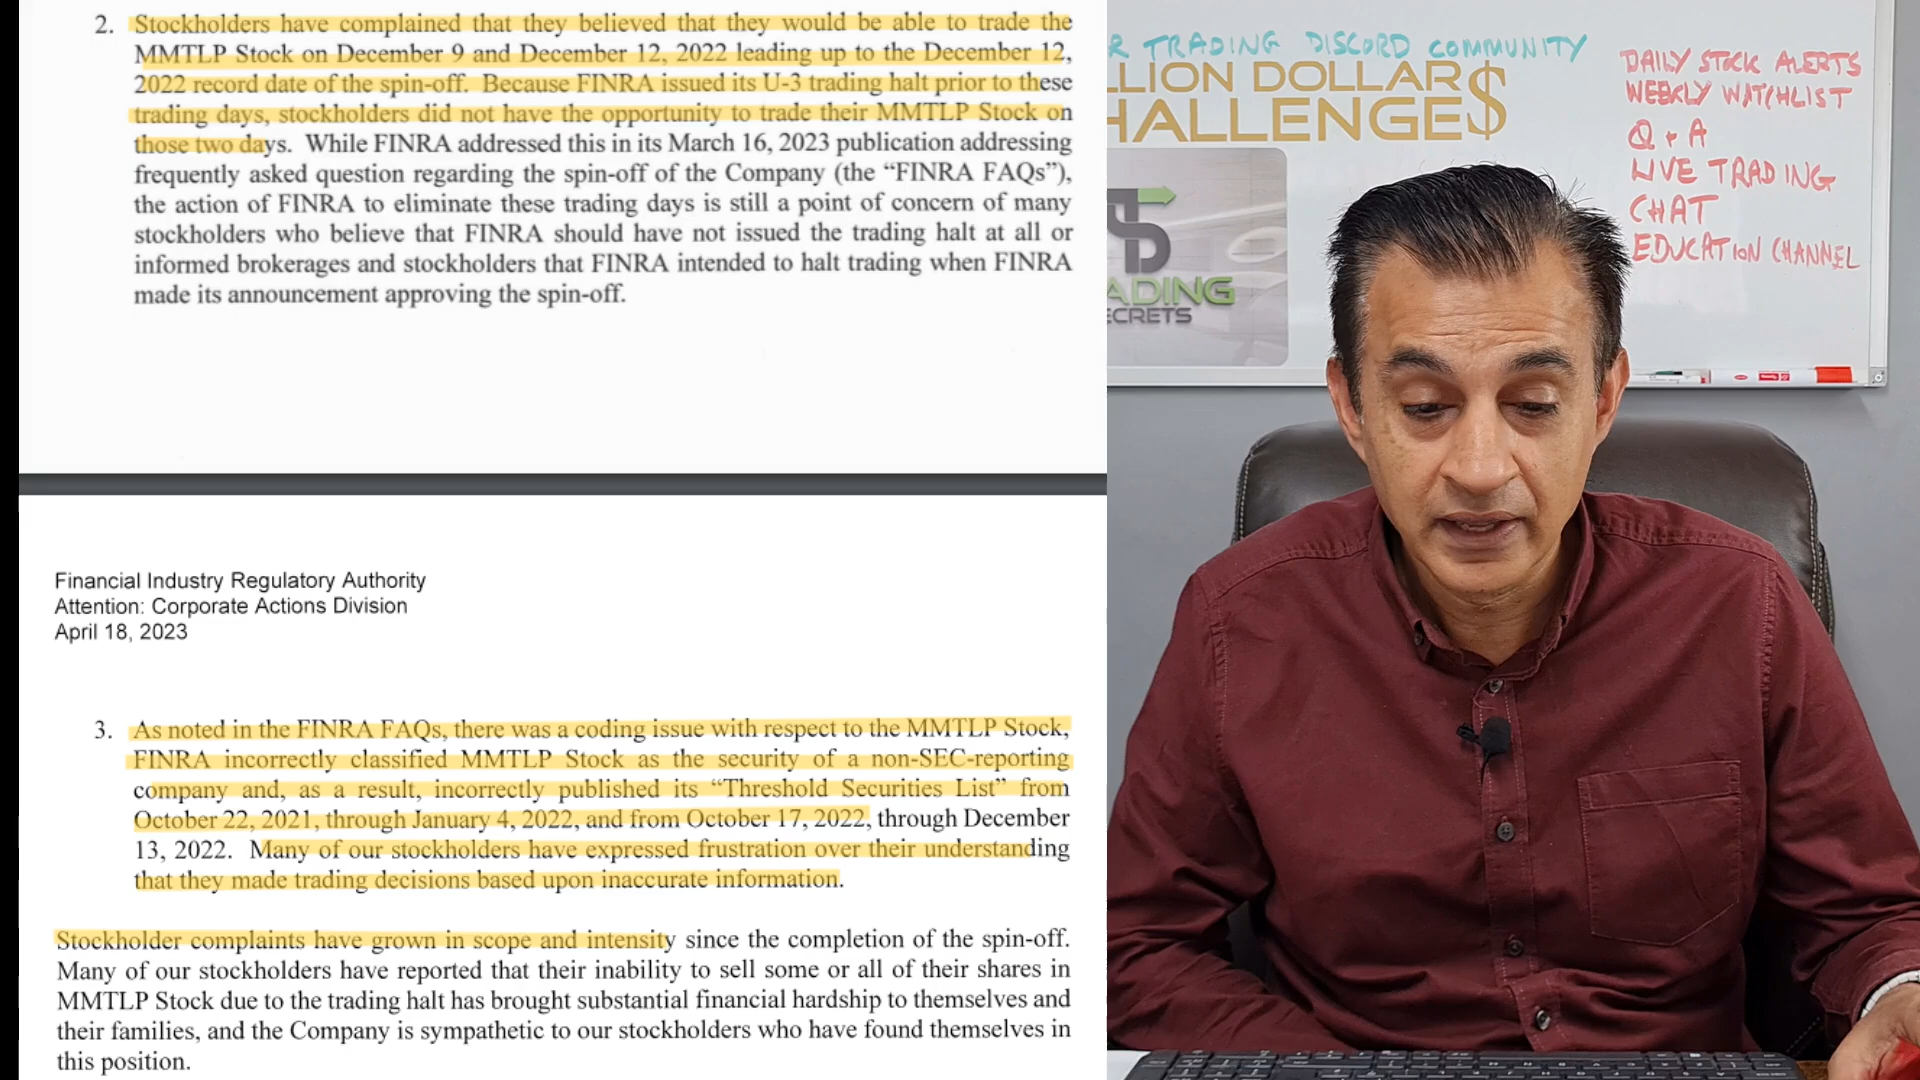 2. Stockholders have complained that they believed that they would be able to trade the
MMTLP Stock on December 9 and December 12, 2022 leading up to the December 12,
2022 record date of the spin-off. Because FINRA issued its U-3 trading halt prior to these
trading days, stockholders did not have the opportunity to trade their MMTLP Stock on
those two days. While FINRA addressed this in its March 16, 2023 publication addressing
frequently asked question regarding the spin-off of the Company (the “FINRA FAQs”),
the action of FINRA to eliminate these trading days is still a point of concern of many
stockholders who believe that FINRA should have not issued the trading halt at all or
informed brokerages and stockholders that FINRA intended to halt trading when FINRA
made its announcement approving the spin-off.
Financial Industry Regulatory Authority
Attention: Corporate Actions Division
April 18, 2023
3. As noted in the FINRA FAQs, there was a coding issue with respect to the MMTLP Stock,
FINRA incorrectly classified MMTLP Stock as the security of a non-SEC-reporting
company and, as a result, incorrectly published its “Threshold Securities List” from
October 22, 2021, through January 4, 2022, and from October 17, 2022, through December
13, 2022. Many of our stockholders have expressed frustration over their understanding
that they made trading decisions based upon inaccurate information.
Stockholder complaints have grown in scope and intensity since the completion of the spin-off.
Many of our stockholders have reported that their inability to sell some or all of their shares in
MMTLP Stock due to the trading halt has brought substantial financial hardship to themselves and
their families, and the Company is sympathetic to our stockholders who have found themselves in
this position.
R TRADING DISCORD COMMUNITY
LLION DOLLAR
HALLENGE$
ADING
ECRETS
DAILY STOCK ALERTS
WEEKLY WATCHLIST
Q + A
LIVE TRADING
CHAT
EDUCATION CHANNEL